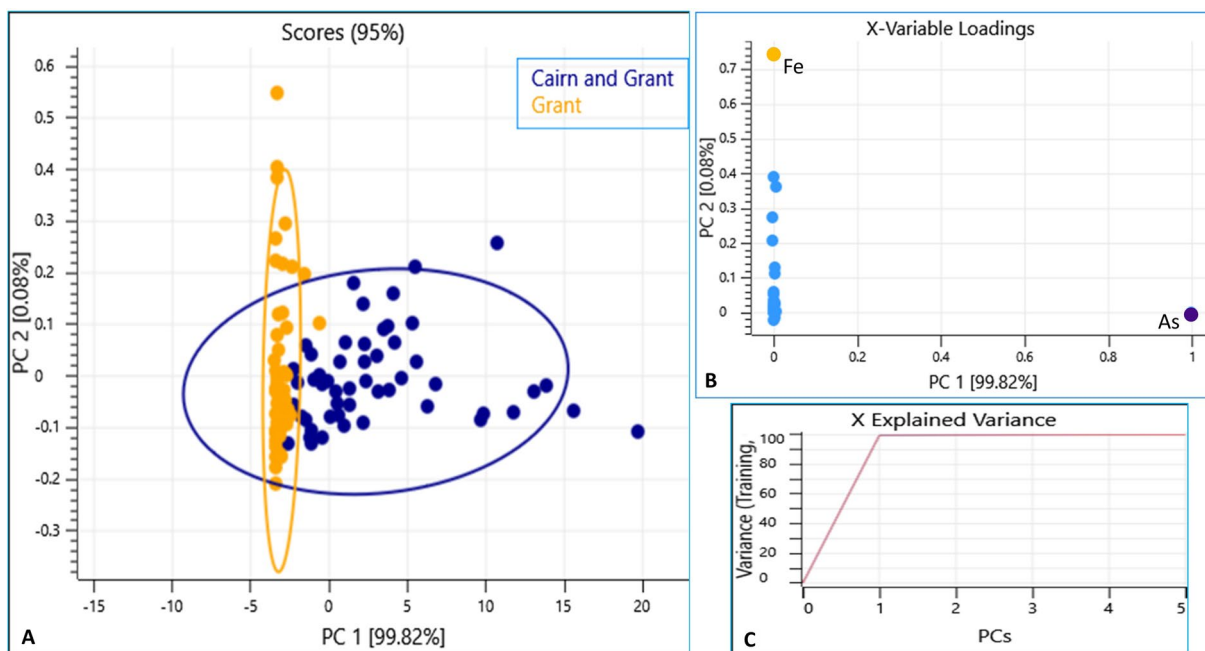 Scores (95%)
Cairn and Grant
Grant
0.6
0.5
0.4
0.3
0.2
0.1
0
-0.1
-0.2
-0.3
PC 2 [0.08%]
-15
-10
-5
0
5
10
15
20
A
PC 1 [99.82%]
X-Variable Loadings
Fe
0.7
0.6
0.5
0.4
0.3
0.2
0.1
0
PC 2 [0.08%]
As
0
0.2
0.4
0.6
0.8
1
B
PC 1 [99.82%]
X Explained Variance
100
80
60
40
20
0
Variance (Training,
0
1
2
3
4
5
C
PCs